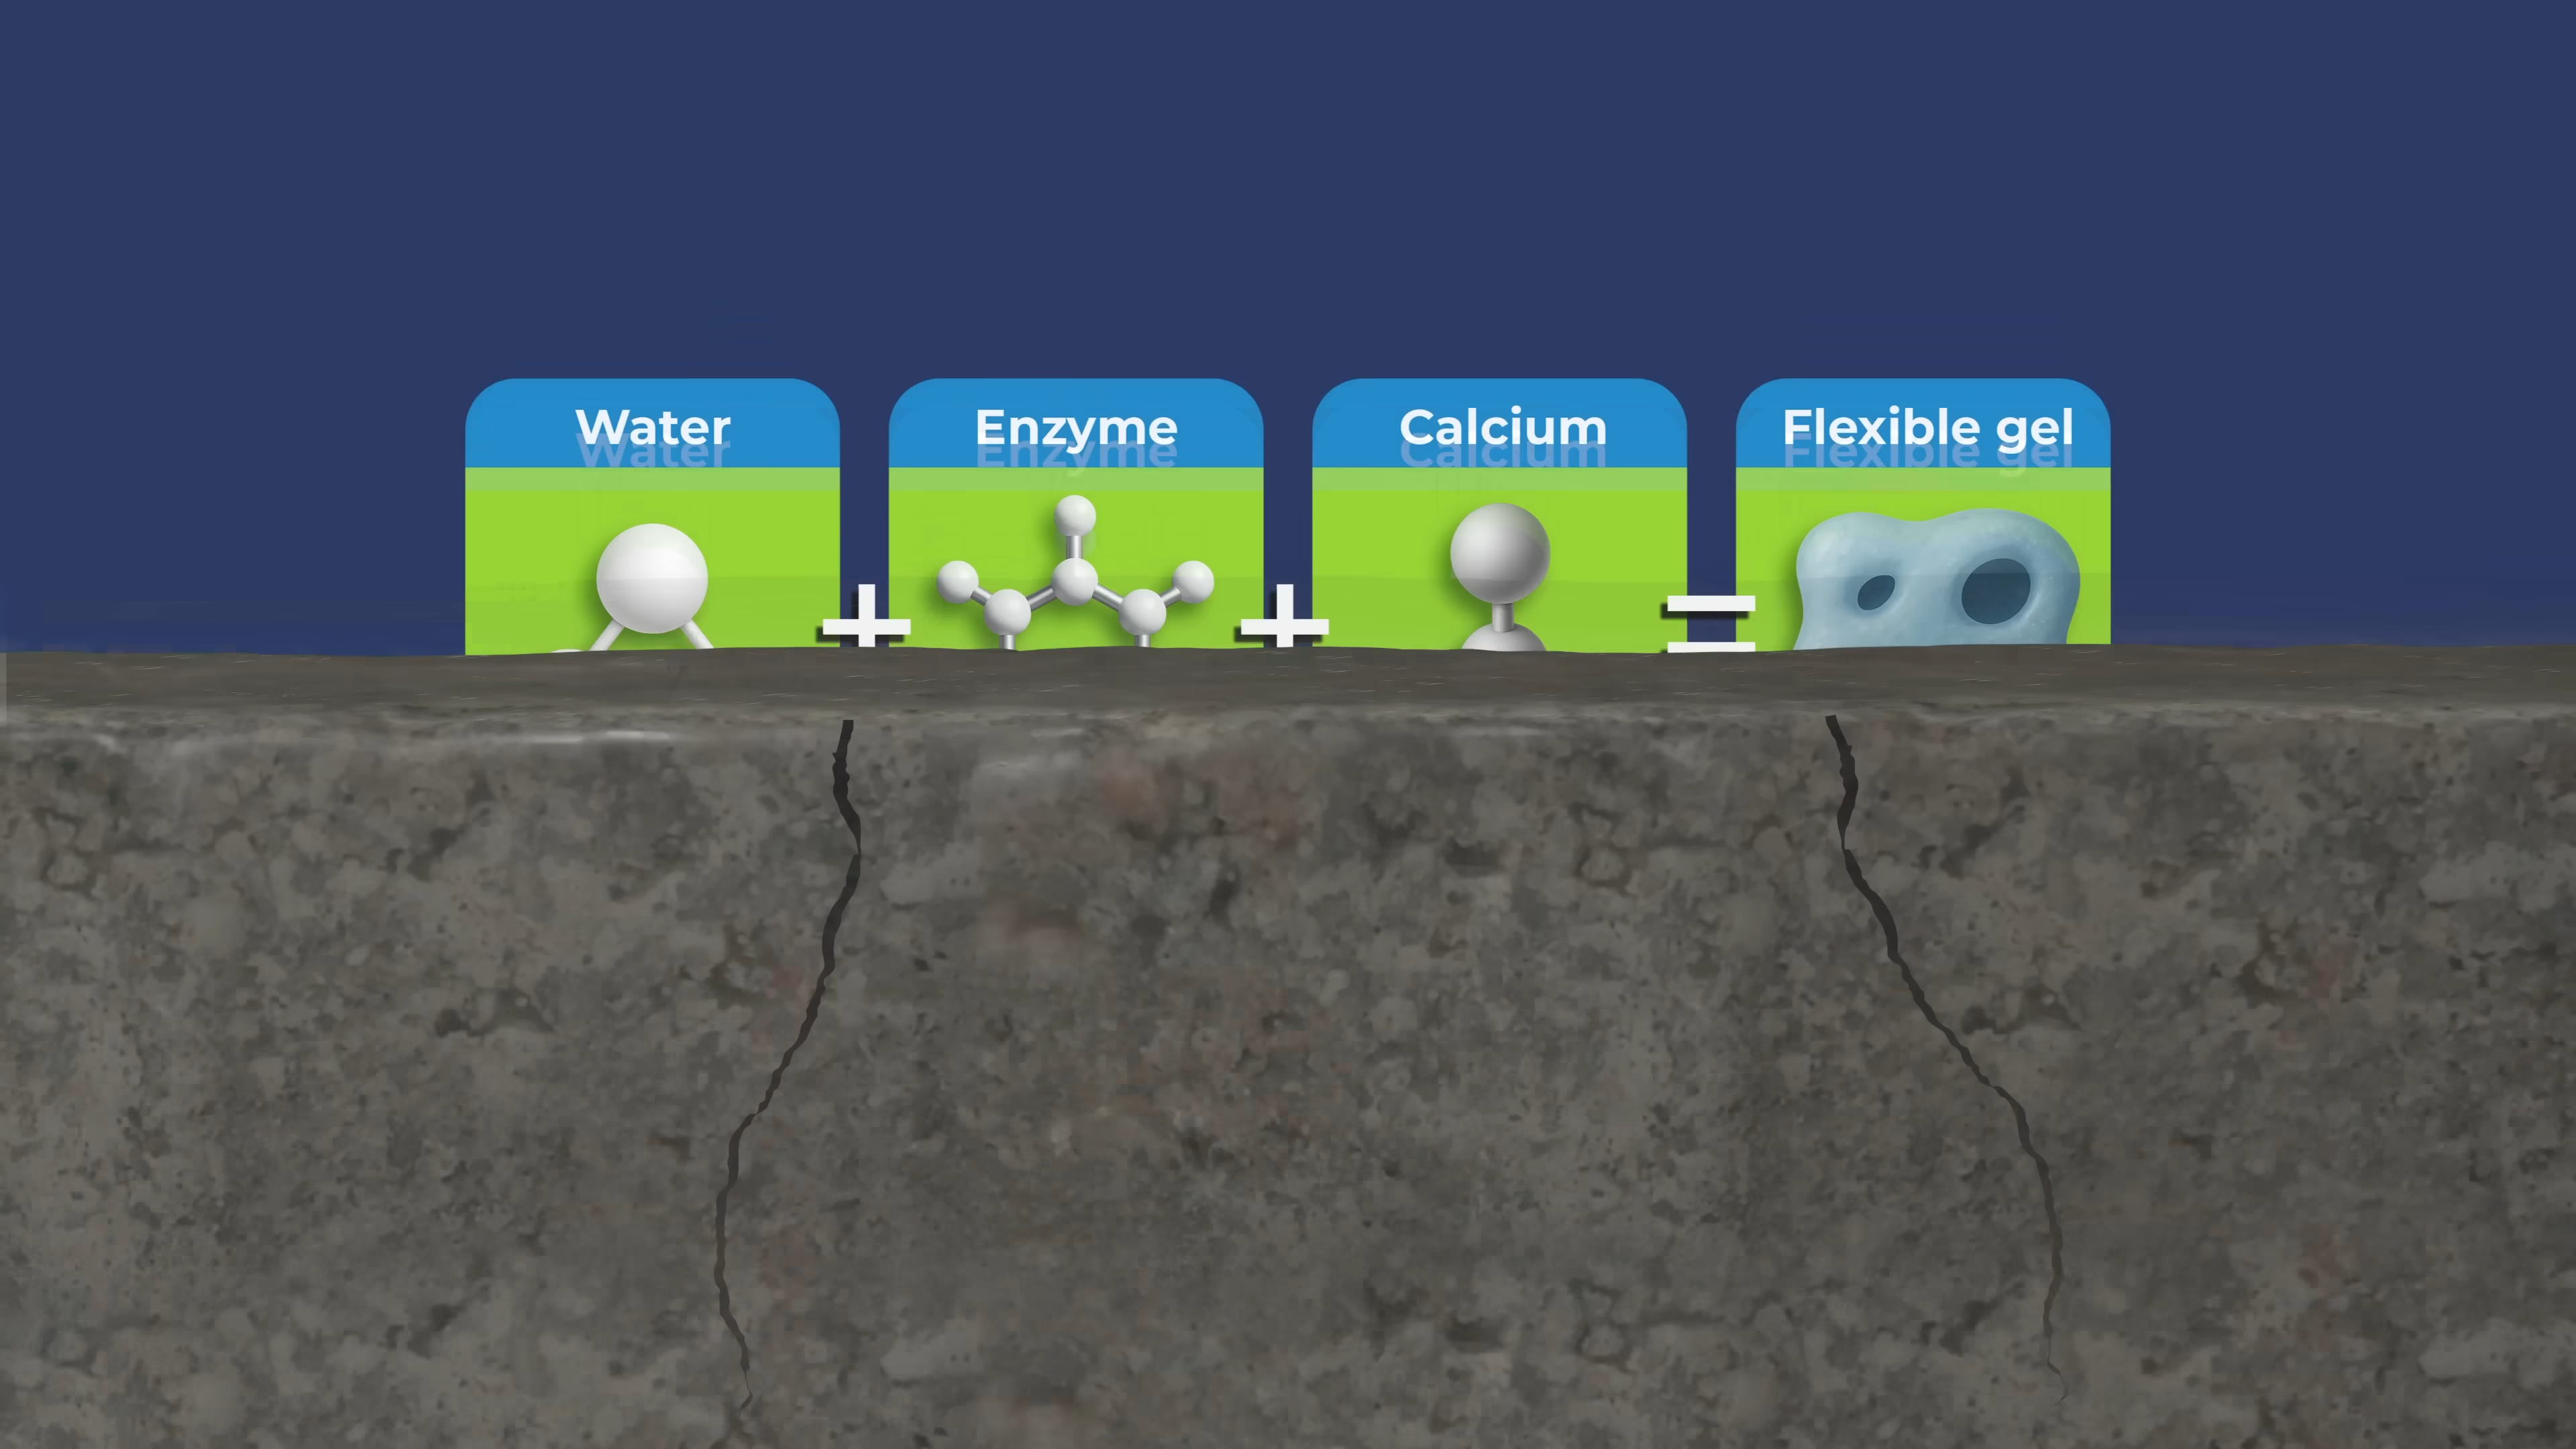 Water
+
Enzyme
+
Calcium
=
Flexible gel